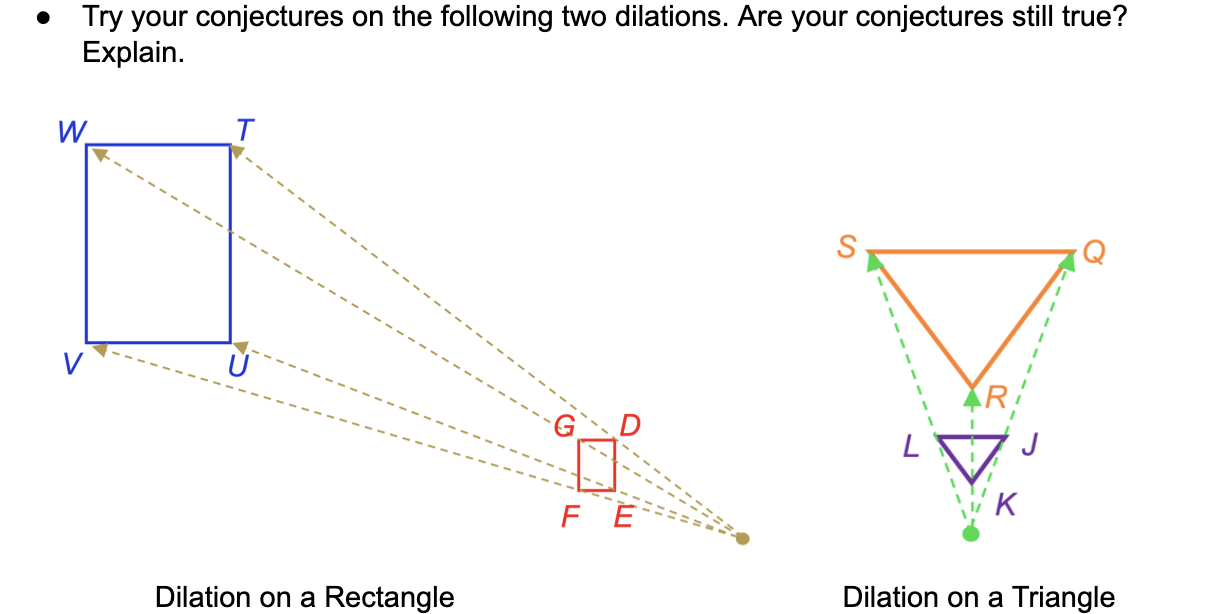 ● Try your conjectures on the following two dilations. Are your conjectures still true?
Explain.
W T
S Q
V U
R
G D
L J
K
F E
Dilation on a Rectangle Dilation on a Triangle